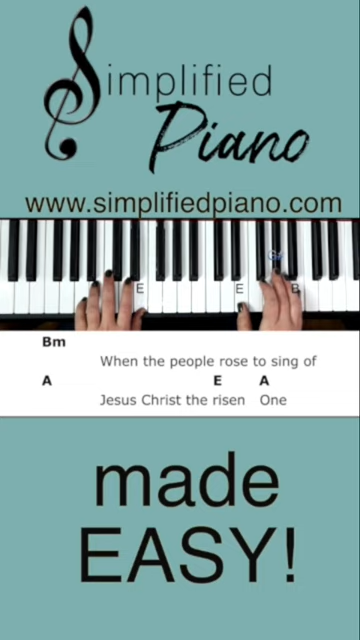 Simplified
Piano
www.simplifiedpiano.com
G#
E E B
Bm
When the people rose to sing of
A E A
Jesus Christ the risen One
made
EASY!